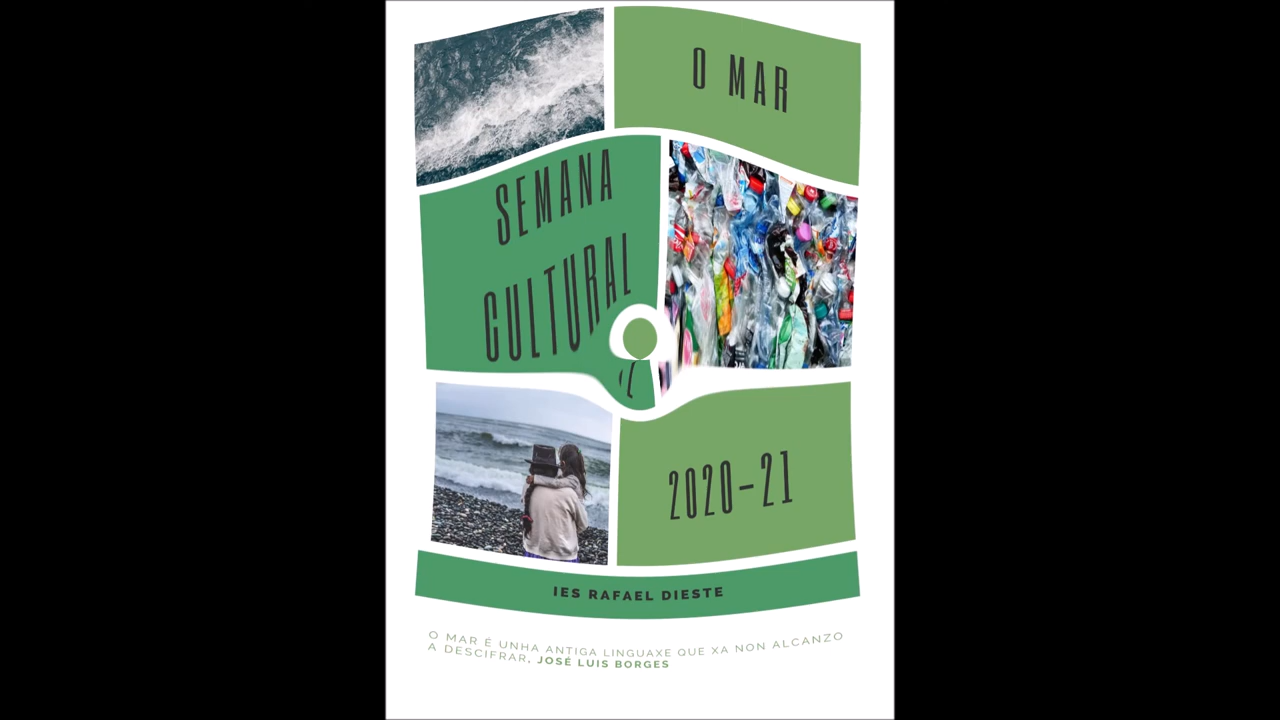 O MAR
SEMANA
CULTURAL
2020-21
IES RAFAEL DIESTE
O MAR É UNHA ANTIGA LINGUAXE QUE XA NON ALCANZO
A DESCIFRAR, JOSÉ LUIS BORGES